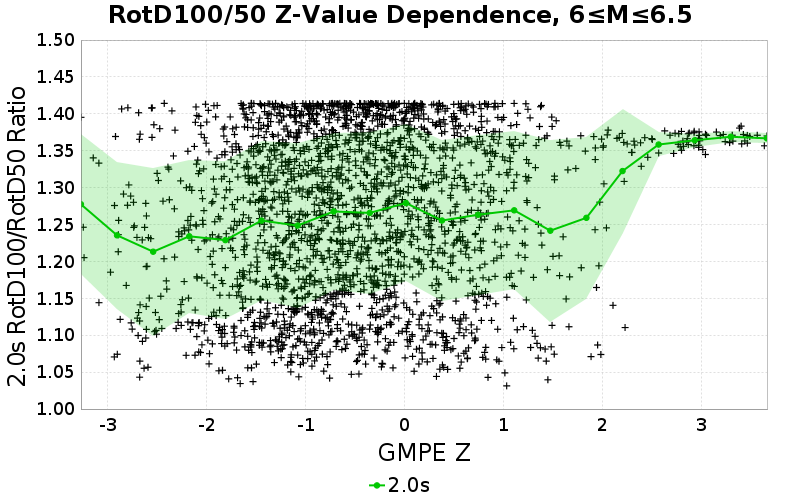 RotD100/50 Z-Value Dependence, 6≤M≤6.5
2.0s RotD100/RotD50 Ratio
1.50
1.45
1.40
1.35
1.30
1.25
1.20
1.15
1.10
1.05
1.00
-3 -2 -1 0 1 2 3
GMPE Z
2.0s